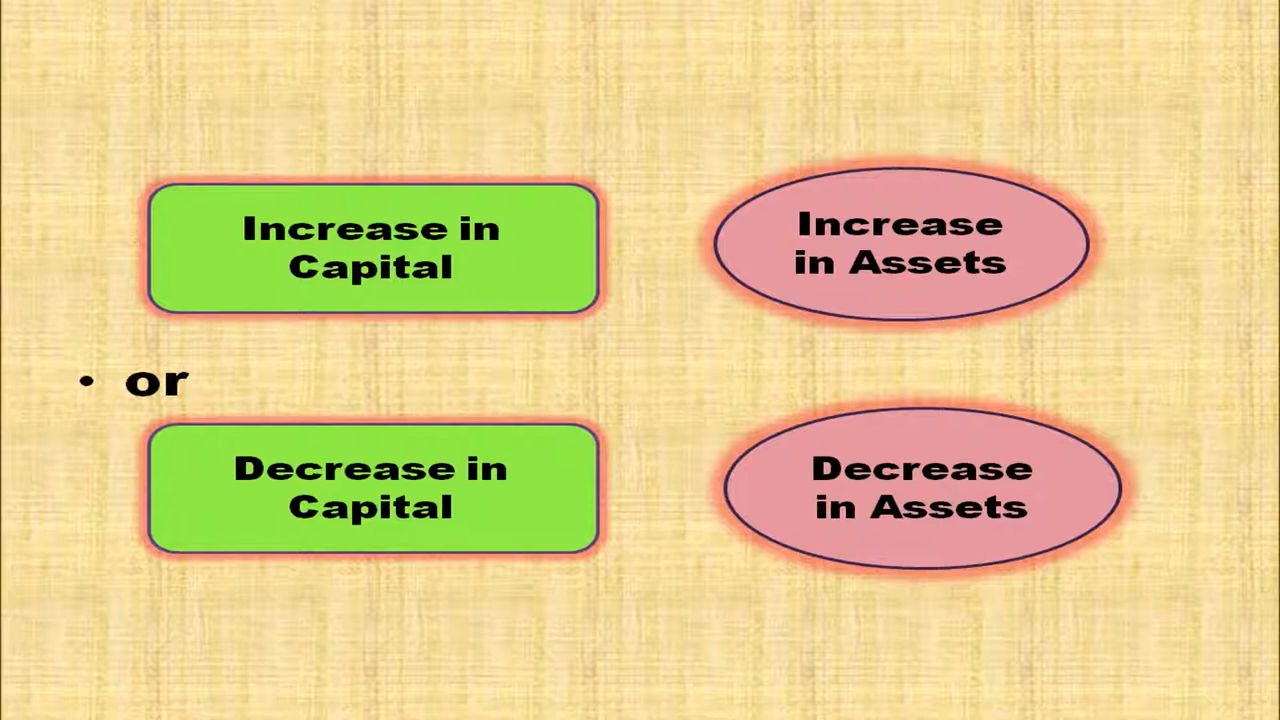 Increase in
Capital
Increase
in Assets
• or
Decrease in
Capital
Decrease
in Assets